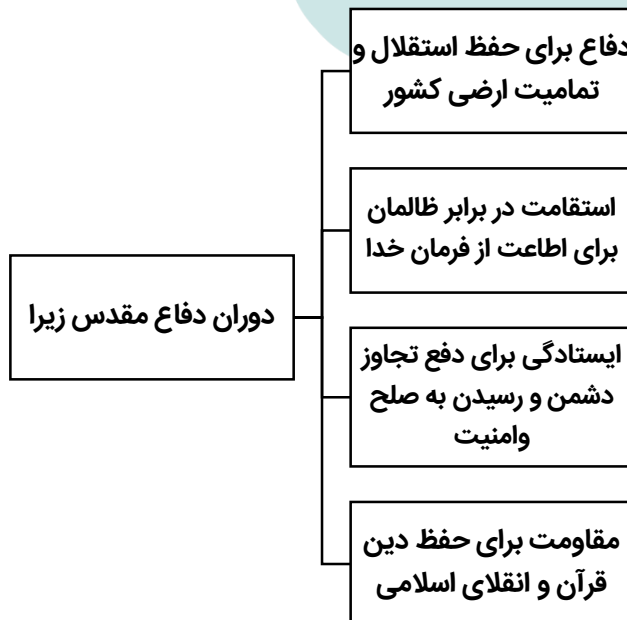 دفاع برای حفظ استقلال و
تمامیت ارضی کشور
استقامت در برابر ظالمان
برای اطاعت از فرمان خدا
دوران دفاع مقدس زیرا
ایستادگی برای دفع تجاوز
دشمن و رسیدن به صلح
وامنیت
مقاومت برای حفظ دین
قرآن و انقلای اسلامی